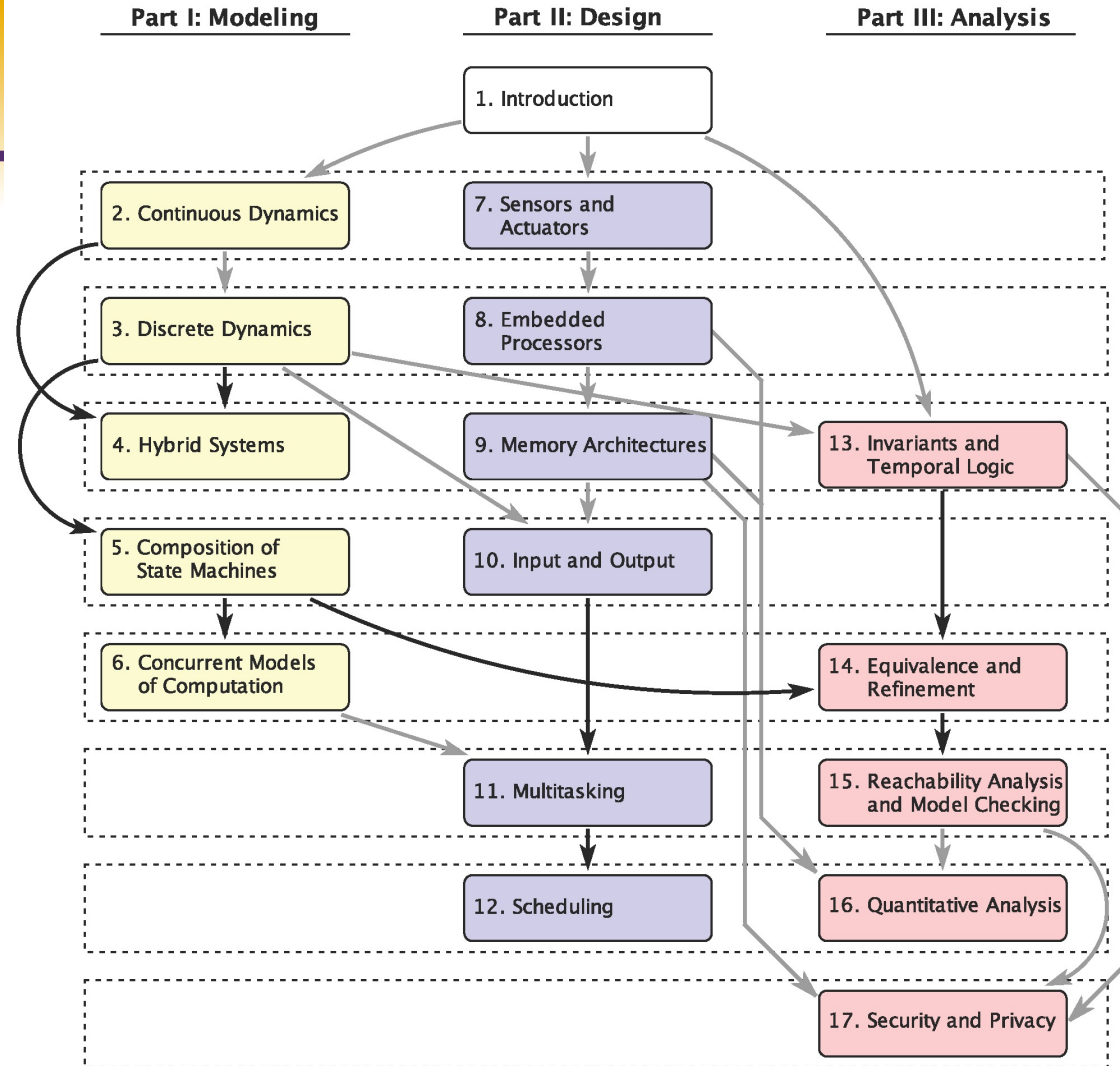 Part I: Modeling
Part II: Design
Part III: Analysis
1. Introduction
2. Continuous Dynamics
7. Sensors and
Actuators
3. Discrete Dynamics
8. Embedded
Processors
4. Hybrid Systems
9. Memory Architectures
13. Invariants and
Temporal Logic
5. Composition of
State Machines
10. Input and Output
6. Concurrent Models
of Computation
14. Equivalence and
Refinement
11. Multitasking
15. Reachability Analysis
and Model Checking
12. Scheduling
16. Quantitative Analysis
17. Security and Privacy